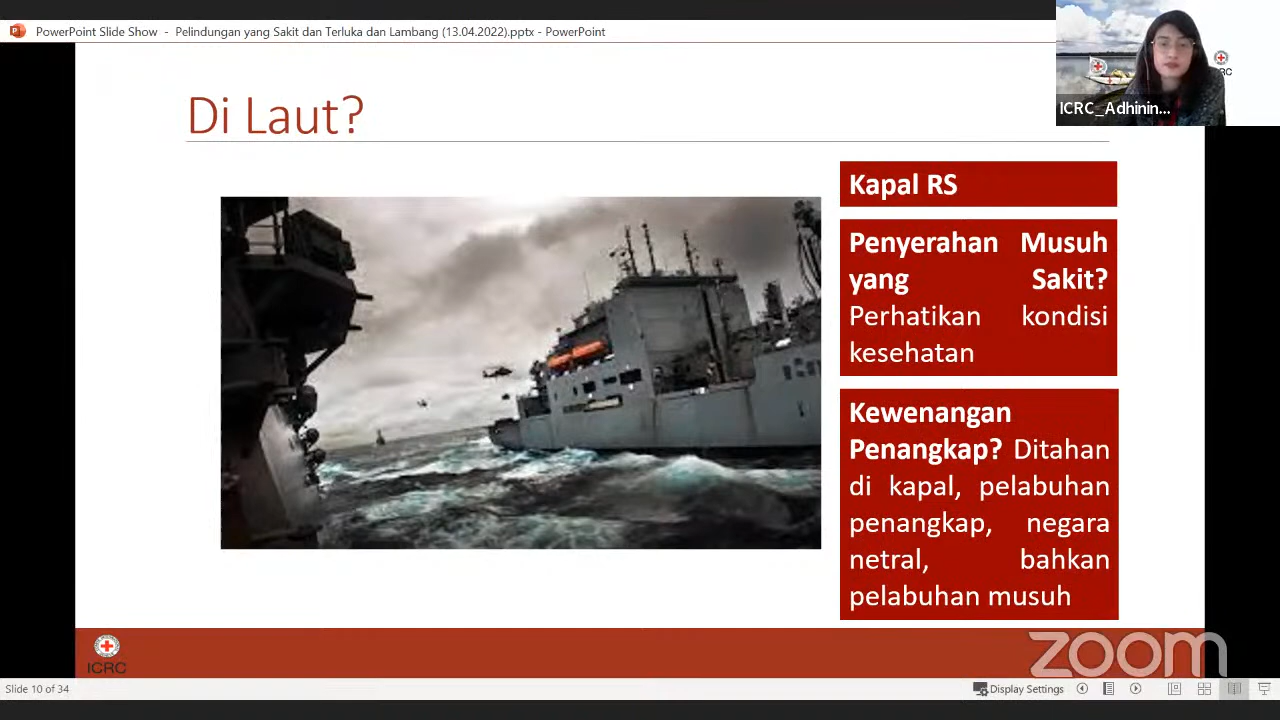 PowerPoint Slide Show - Pelindungan yang Sakit dan Terluka dan Lambang (13.04.2022).pptx - PowerPoint
ICRC_Adhinin...
Di Laut?
Kapal RS
Penyerahan Musuh
yang Sakit?
Perhatikan kondisi
kesehatan
Kewenangan
Penangkap? Ditahan
di kapal, pelabuhan
penangkap, negara
netral, bahkan
pelabuhan musuh
ICRC
zoom
Slide 10 of 34
Display Settings